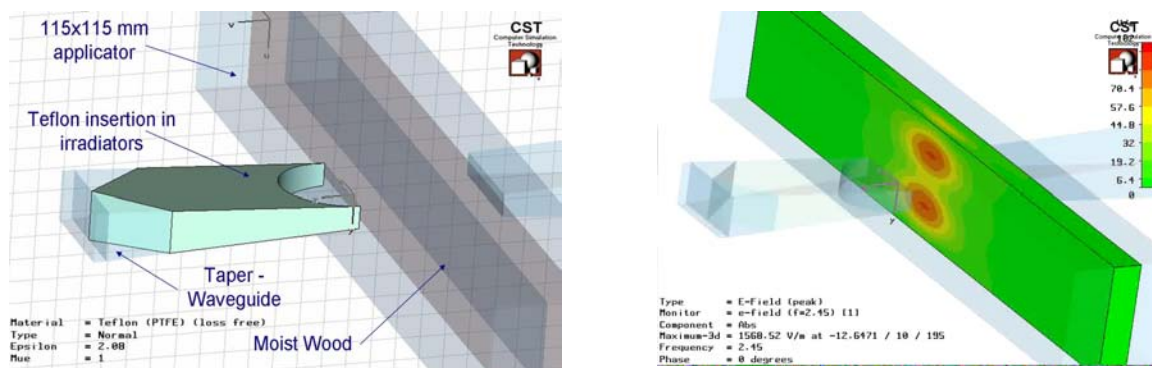 115x115 mm
applicator
CST
Computer Simulation
Technology
Teflon insertion in
irradiators
Taper -
Waveguide
Moist Wood
Material = Teflon (PTFE) (loss free)
Type = Normal
Epsilon = 2.08
Mue = 1
CST
Computer Simulation
Technology
70.4
57.6
44.8
32
19.2
6.4
0
y
Type = E-Field (peak)
Monitor = e-field (f=2.45) [1]
Component = Abs
Maximum-3d = 1568.52 V/m at -12.6471 / 10 / 195
Frequency = 2.45
Phase = 0 degrees